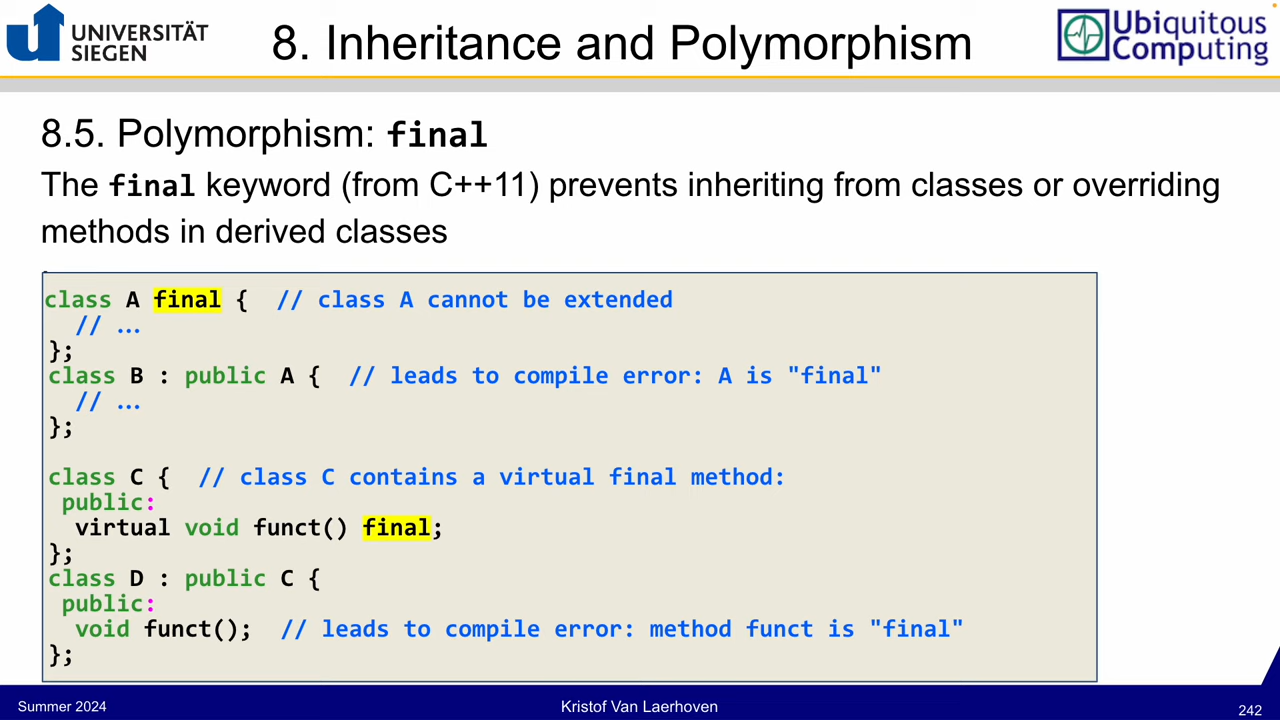 UNIVERSITÄT
SIEGEN
8. Inheritance and Polymorphism
Ubiquitous
Computing
8.5. Polymorphism: final
The final keyword (from C++11) prevents inheriting from classes or overriding
methods in derived classes
class A final {  // class A cannot be extended
  // …
};
class B : public A {  // leads to compile error: A is "final"
  // …
};
class C {  // class C contains a virtual final method:
 public:
  virtual void funct() final;
};
class D : public C {
 public:
  void funct();  // leads to compile error: method funct is "final"
};
Summer 2024
Kristof Van Laerhoven
242